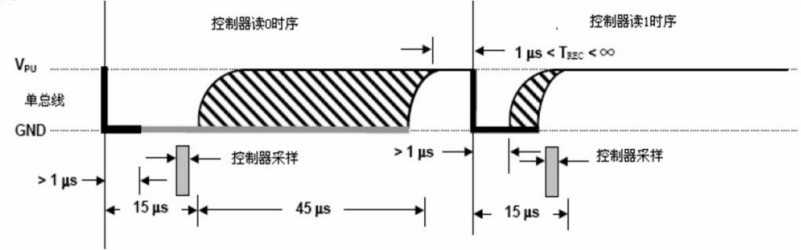 控制器读0时序
控制器读1时序
1 μs < TREC < ∞
VPU
单总线
GND
控制器采样
> 1 μs
控制器采样
> 1 μs
15 μs
45 μs
15 μs